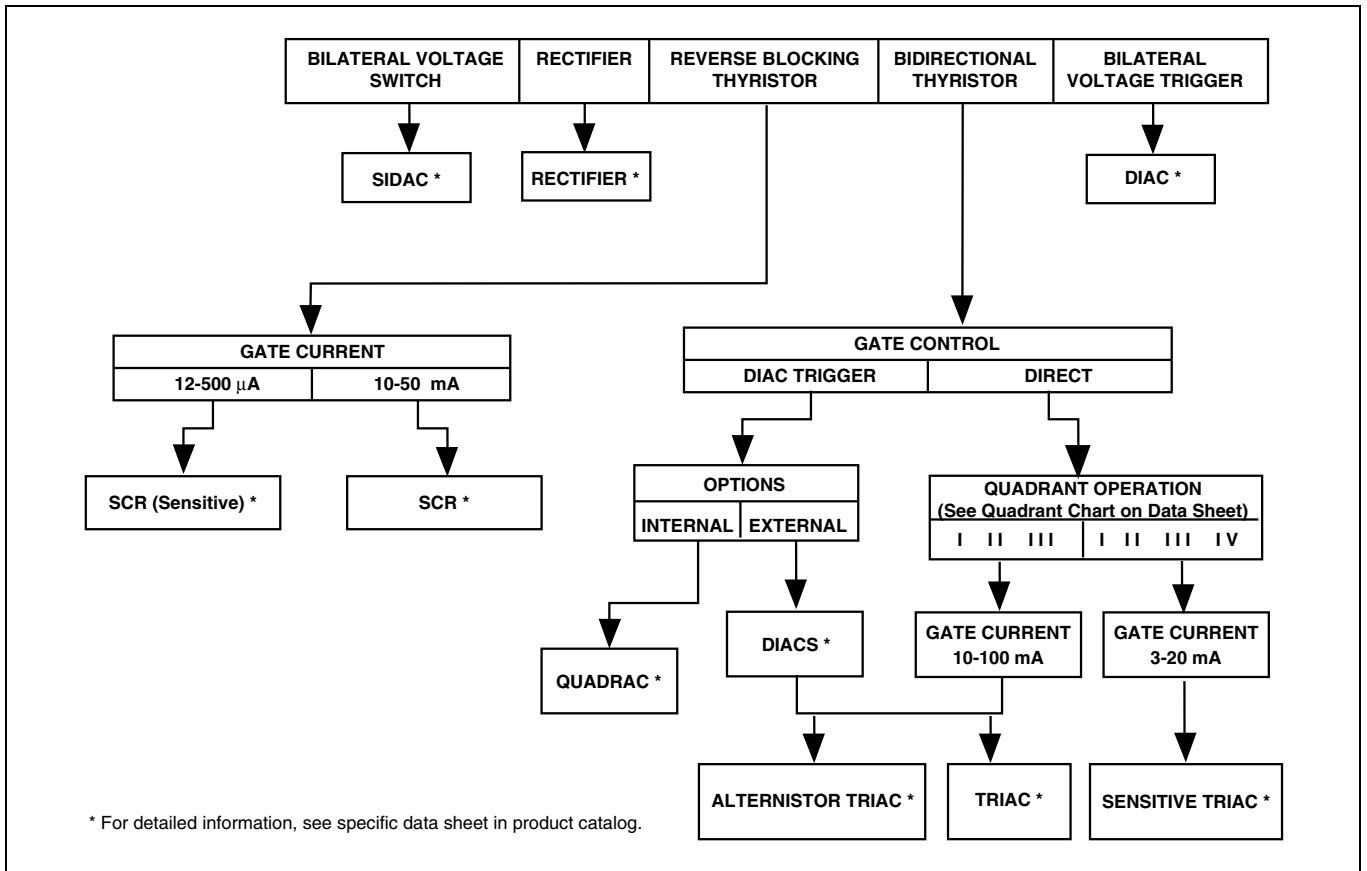 BILATERAL VOLTAGE
SWITCH
RECTIFIER
REVERSE BLOCKING
THYRISTOR
BIDIRECTIONAL
THYRISTOR
BILATERAL
VOLTAGE TRIGGER
SIDAC *
RECTIFIER *
DIAC *
GATE CURRENT
12-500 μA
10-50 mA
SCR (Sensitive) *
SCR *
GATE CONTROL
DIAC TRIGGER
DIRECT
OPTIONS
INTERNAL
EXTERNAL
QUADRANT OPERATION
(See Quadrant Chart on Data Sheet)
I II III
I II III IV
QUADRAC *
DIACS *
GATE CURRENT
10-100 mA
GATE CURRENT
3-20 mA
ALTERNISTOR TRIAC *
TRIAC *
SENSITIVE TRIAC *
* For detailed information, see specific data sheet in product catalog.